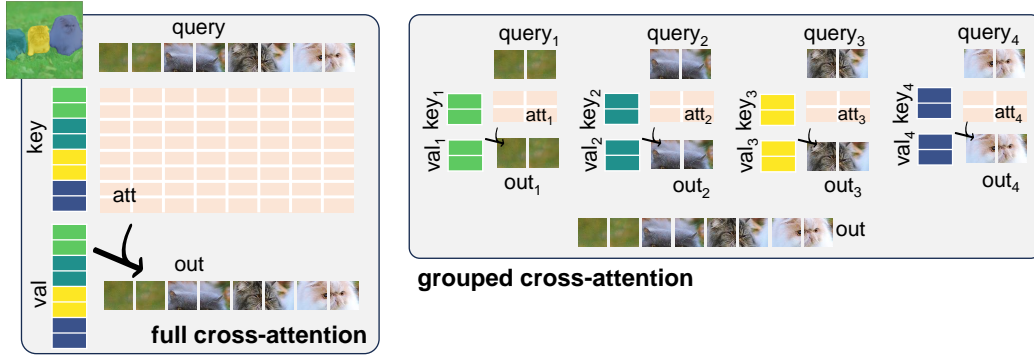 query
key
att
val
out
full cross-attention
query₁ query₂ query₃ query₄
key₁ key₂ key₃ key₄
att₁ att₂ att₃ att₄
val₁ val₂ val₃ val₄
out₁ out₂ out₃ out₄
out
grouped cross-attention